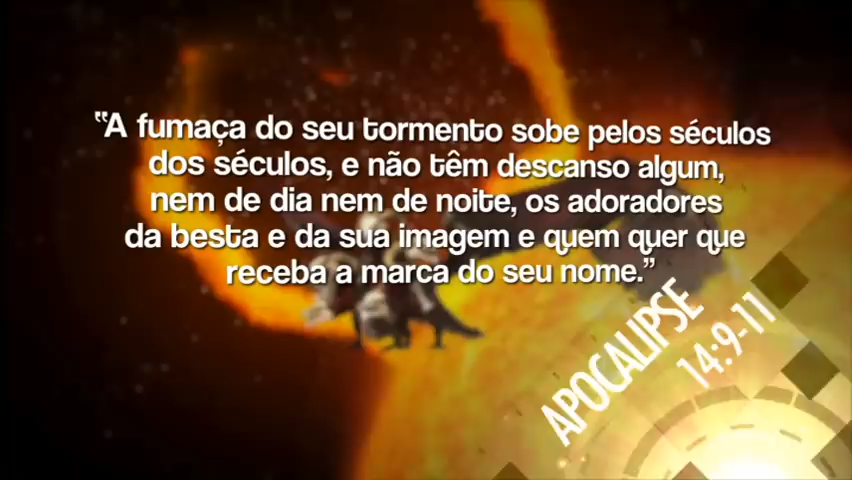 “A fumaça do seu tormento sobe pelos séculos
dos séculos, e não têm descanso algum,
nem de dia nem de noite, os adoradores
da besta e da sua imagem e quem quer que
receba a marca do seu nome.”
APOCALIPSE
14:9-11